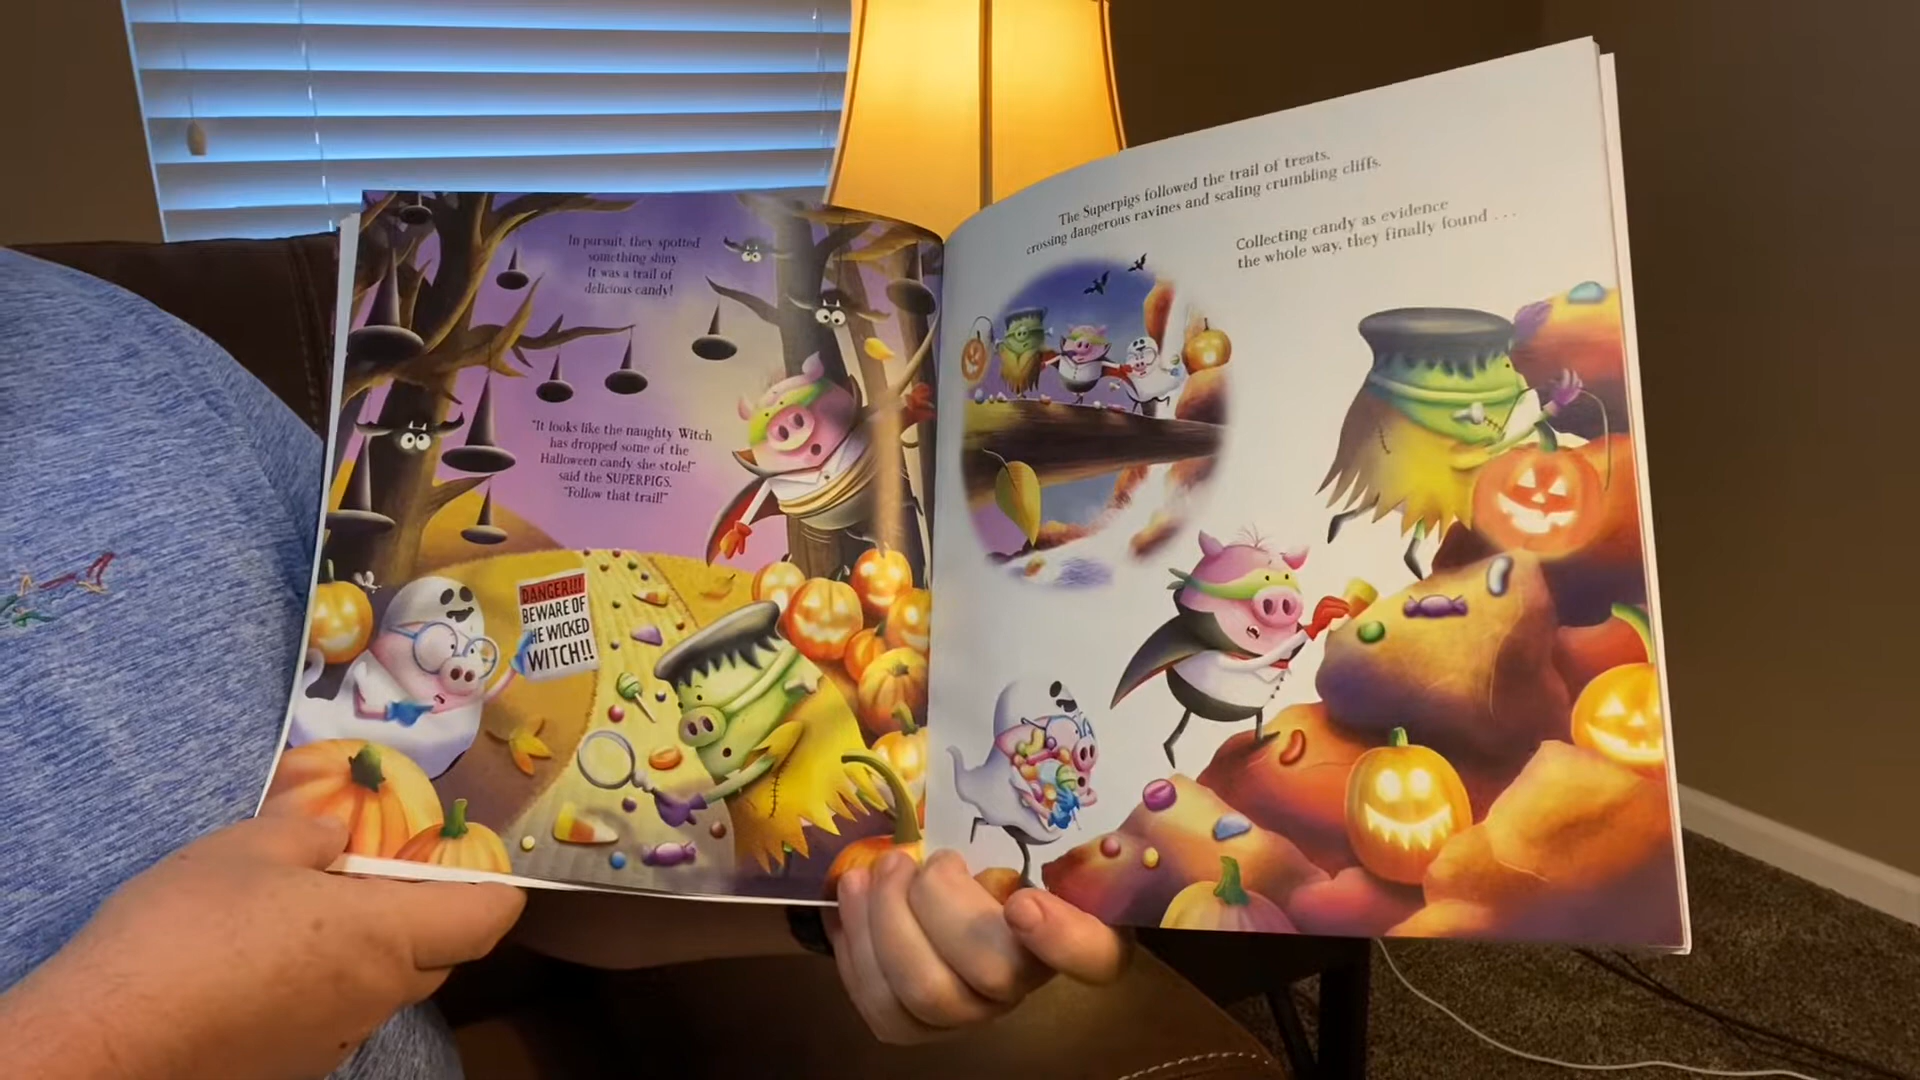 In pursuit, they spotted
something shiny
It was a trail of
delicious candy!
"It looks like the naughty Witch
has dropped some of the
Halloween candy she stole!"
said the SUPERPIGS.
"Follow that trail!"
DANGER!!!
BEWARE OF
HE WICKED
WITCH!!
The Superpigs followed the trail of treats,
crossing dangerous ravines and scaling crumbling cliffs.
Collecting candy as evidence
the whole way, they finally found . . .